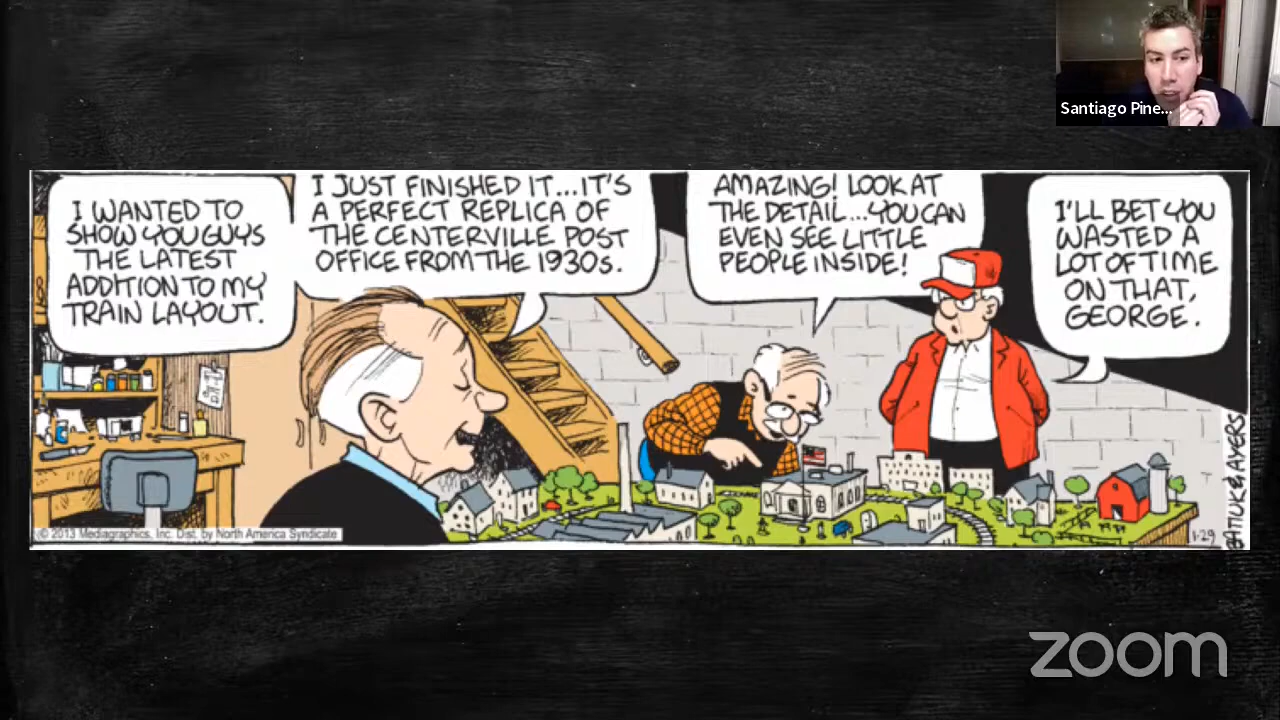 Santiago Pine...
I WANTED TO
SHOW YOU GUYS
THE LATEST
ADDITION TO MY
TRAIN LAYOUT.
I JUST FINISHED IT...IT'S
A PERFECT REPLICA OF
THE CENTERVILLE POST
OFFICE FROM THE 1930s.
AMAZING! LOOK AT
THE DETAIL...YOU CAN
EVEN SEE LITTLE
PEOPLE INSIDE!
I'LL BET YOU
WASTED A
LOT OF TIME
ON THAT,
GEORGE.
© 2013 Mediagraphics, Inc. Dist. by North America Syndicate
1-29
BATIUK & AYERS
zoom